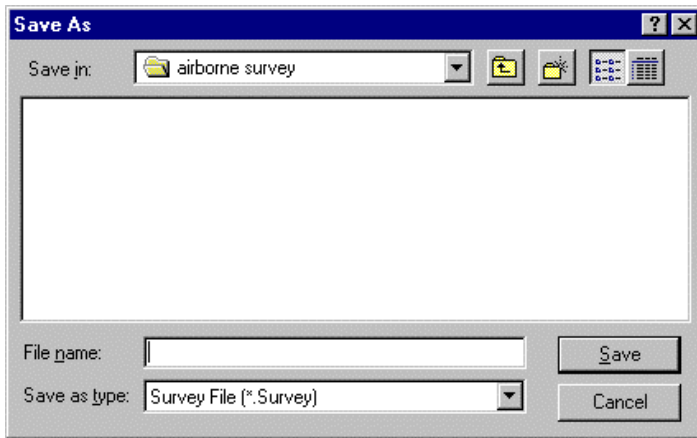 Save As
Save in: airborne survey
File name: Save
Save as type: Survey File (*.Survey) Cancel